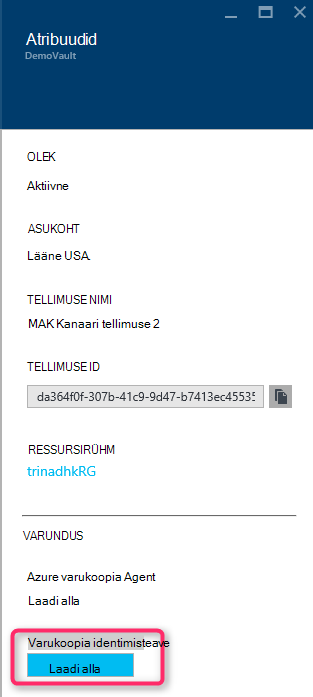 Atribuudid
DemoVault
OLEK
Aktiivne
ASUKOHT
Lääne USA.
TELLIMUSE NIMI
MAK Kanaari tellimuse 2
TELLIMUSE ID
da364f0f-307b-41c9-9d47-b7413ec45535
RESSURSIRÜHM
trinadhkRG
VARUNDUS
Azure varukoopia Agent
Laadi alla
Varukoopia identimisteave
Laadi alla